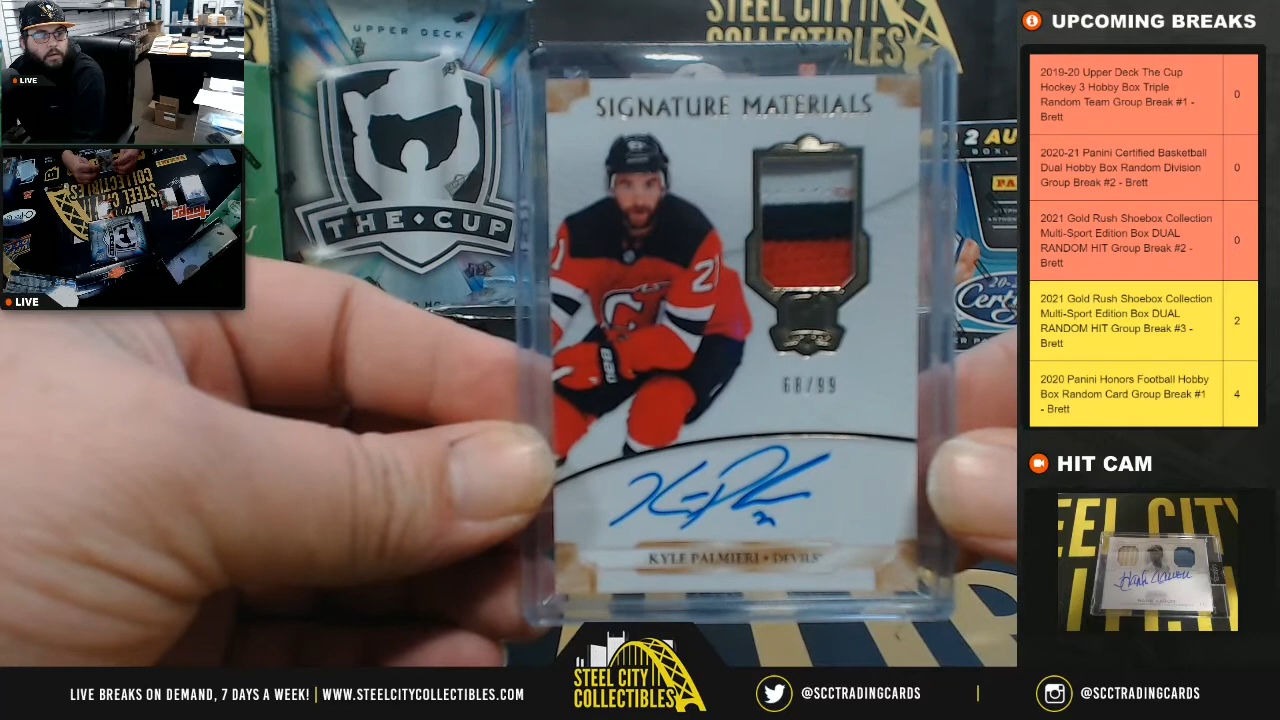 LIVE
LIVE
UPPER DECK
THE CUP
STEEL CITY
COLLECTIBLES
SIGNATURE MATERIALS
21
68/99
21
KYLE PALMIERI • DEVILS
2 AU
UPCOMING BREAKS
2019-20 Upper Deck The Cup
Hockey 3 Hobby Box Triple
Random Team Group Break #1 -
Brett
0
2020-21 Panini Certified Basketball
Dual Hobby Box Random Division
Group Break #2 - Brett
0
2021 Gold Rush Shoebox Collection
Multi-Sport Edition Box DUAL
RANDOM HIT Group Break #2 -
Brett
0
2021 Gold Rush Shoebox Collection
Multi-Sport Edition Box DUAL
RANDOM HIT Group Break #3 -
Brett
2
2020 Panini Honors Football Hobby
Box Random Card Group Break #1
- Brett
4
HIT CAM
EEL CITY
Hank Aaron
LIVE BREAKS ON DEMAND, 7 DAYS A WEEK! | WWW.STEELCITYCOLLECTIBLES.COM
STEEL CITY
COLLECTIBLES
@SCCTRADINGCARDS
@SCCTRADINGCARDS